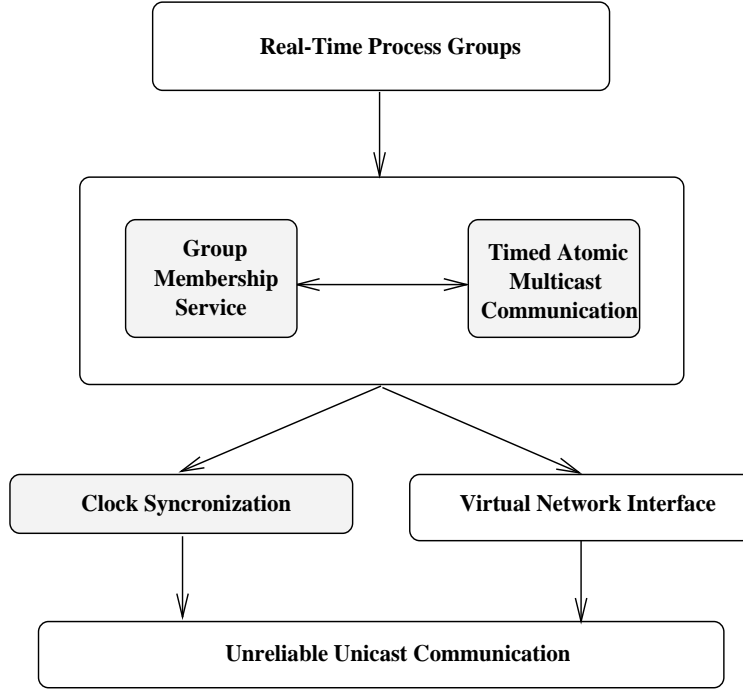 Real-Time Process Groups
Group
Membership
Service
Timed Atomic
Multicast
Communication
Clock Syncronization
Virtual Network Interface
Unreliable Unicast Communication